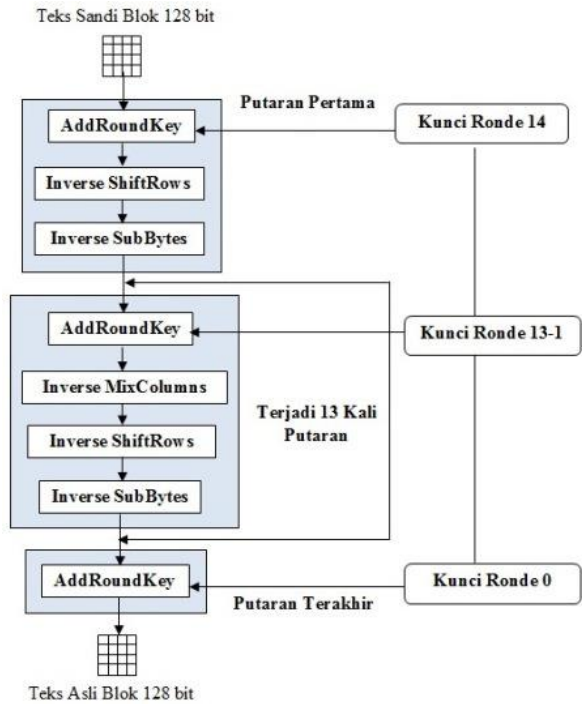 Teks Sandi Blok 128 bit
Putaran Pertama
AddRoundKey
Kunci Ronde 14
Inverse ShiftRows
Inverse SubBytes
AddRoundKey
Kunci Ronde 13-1
Inverse MixColumns
Terjadi 13 Kali
Putaran
Inverse ShiftRows
Inverse SubBytes
AddRoundKey
Kunci Ronde 0
Putaran Terakhir
Teks Asli Blok 128 bit